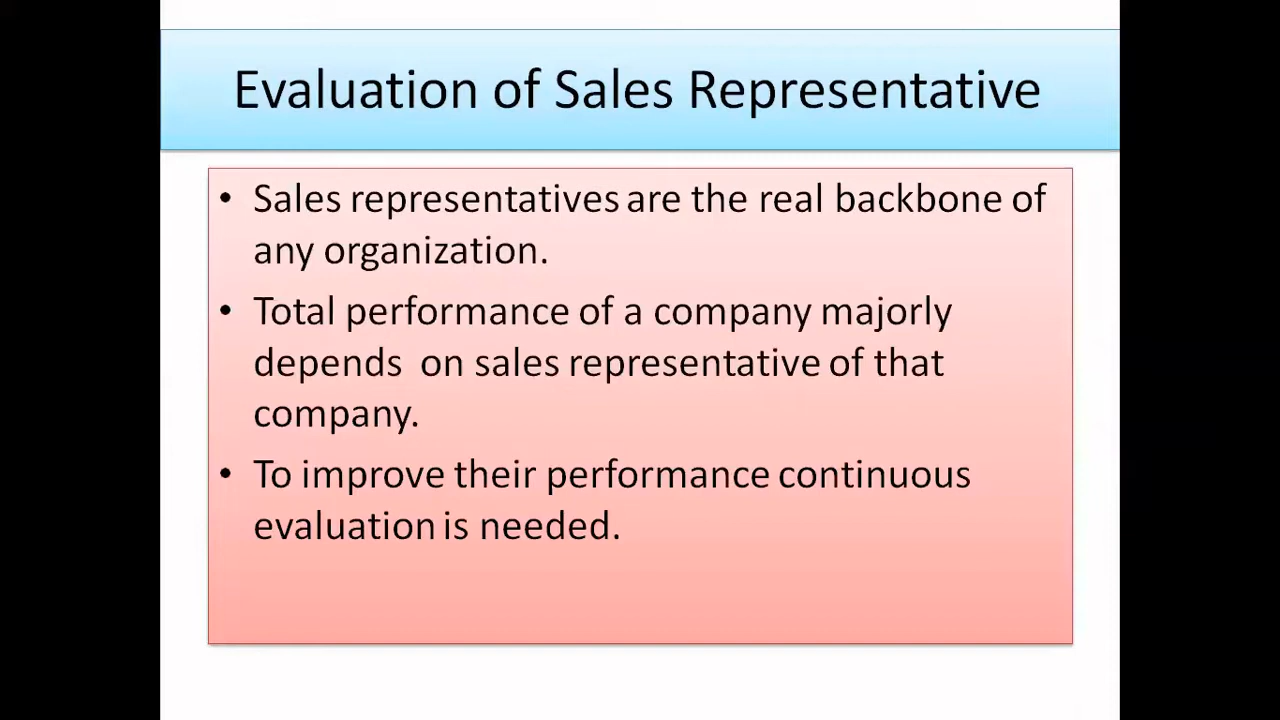 Evaluation of Sales Representative
• Sales representatives are the real backbone of
any organization.
• Total performance of a company majorly
depends  on sales representative of that
company.
• To improve their performance continuous
evaluation is needed.